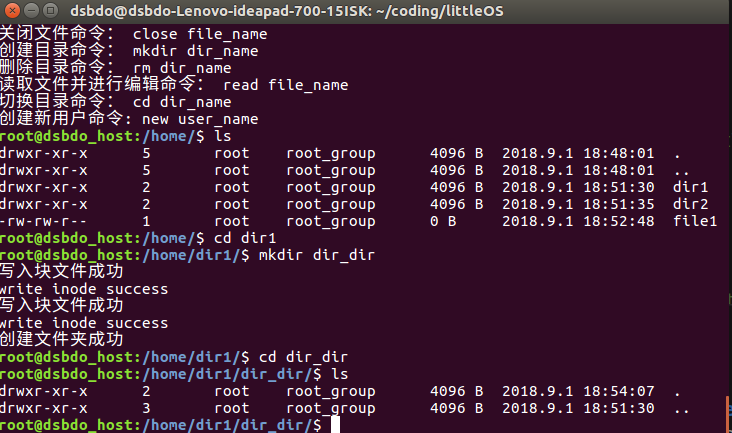 dsbdo@dsbdo-Lenovo-ideapad-700-15ISK: ~/coding/littleOS
关闭文件命令： close file_name
创建目录命令： mkdir dir_name
删除目录命令： rm dir_name
读取文件并进行编辑命令： read file_name
切换目录命令： cd dir_name
创建新用户命令: new user_name
root@dsbdo_host:/home/$ ls
drwxr-xr-x 5 root root_group 4096 B 2018.9.1 18:48:01 .
drwxr-xr-x 5 root root_group 4096 B 2018.9.1 18:48:01 ..
drwxr-xr-x 2 root root_group 4096 B 2018.9.1 18:51:30 dir1
drwxr-xr-x 2 root root_group 4096 B 2018.9.1 18:51:35 dir2
-rw-rw-r-- 1 root root_group 0 B 2018.9.1 18:52:48 file1
root@dsbdo_host:/home/$ cd dir1
root@dsbdo_host:/home/dir1/$ mkdir dir_dir
写入块文件成功
write inode success
写入块文件成功
write inode success
创建文件夹成功
root@dsbdo_host:/home/dir1/$ cd dir_dir
root@dsbdo_host:/home/dir1/dir_dir/$ ls
drwxr-xr-x 2 root root_group 4096 B 2018.9.1 18:54:07 .
drwxr-xr-x 3 root root_group 4096 B 2018.9.1 18:51:30 ..
root@dsbdo_host:/home/dir1/dir_dir/$